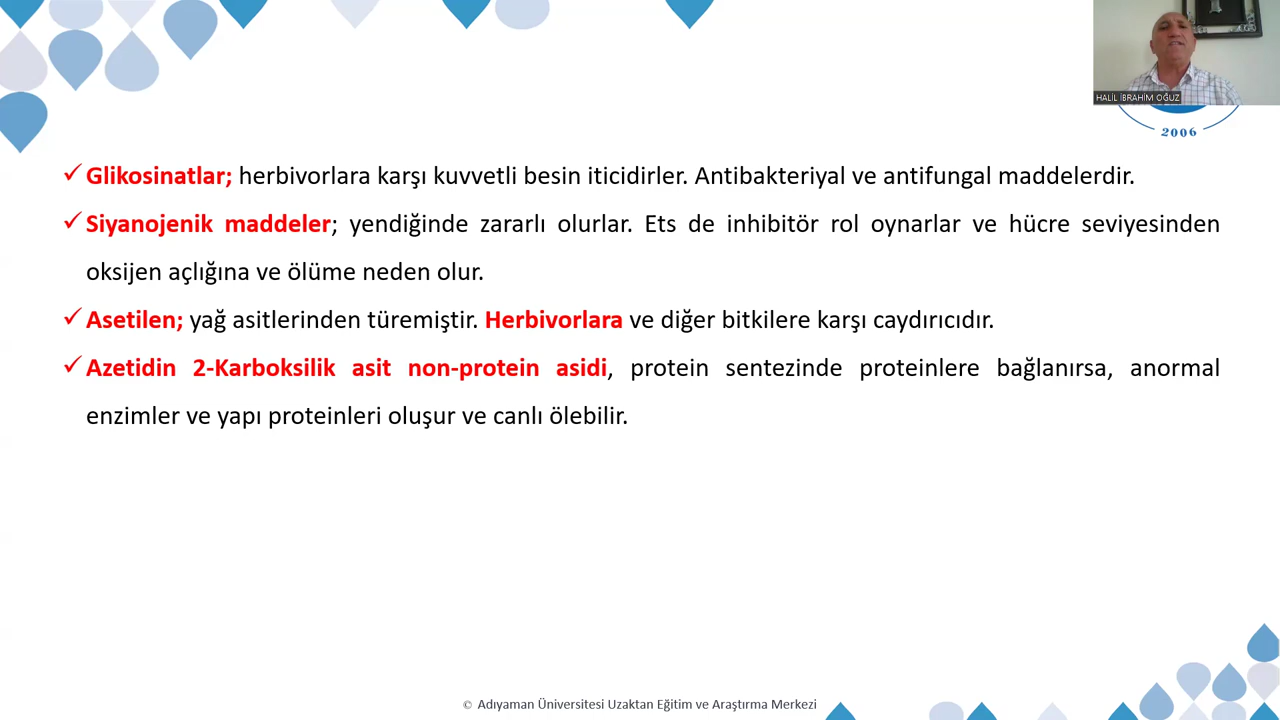 HALİL İBRAHİM OĞUZ
2006
Glikosinatlar; herbivorlara karşı kuvvetli besin iticidirler. Antibakteriyal ve antifungal maddelerdir.
Siyanojenik maddeler; yendiğinde zararlı olurlar. Ets de inhibitör rol oynarlar ve hücre seviyesinden
oksijen açlığına ve ölüme neden olur.
Asetilen; yağ asitlerinden türemiştir. Herbivorlara ve diğer bitkilere karşı caydırıcıdır.
Azetidin 2-Karboksilik asit non-protein asidi, protein sentezinde proteinlere bağlanırsa, anormal
enzimler ve yapı proteinleri oluşur ve canlı ölebilir.
© Adıyaman Üniversitesi Uzaktan Eğitim ve Araştırma Merkezi